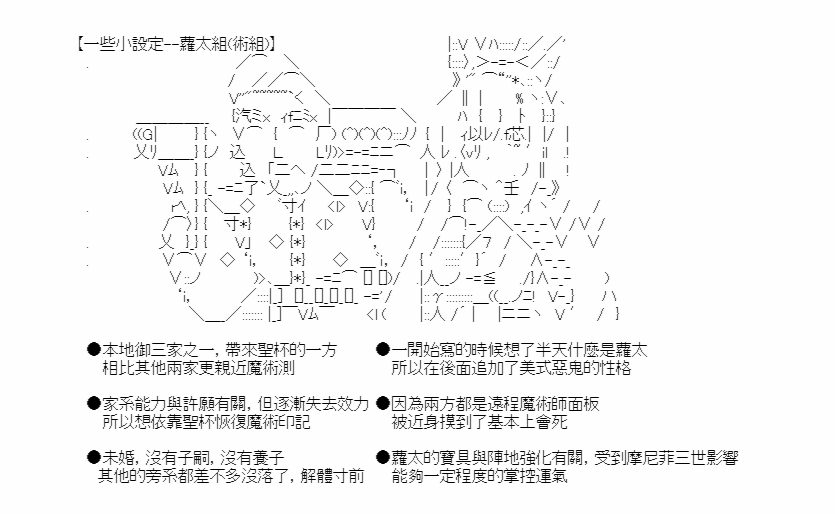 【一些小設定--蘿太組(術組)】
●本地御三家之一, 帶來聖杯的一方
相比其他兩家更親近魔術測
●家系能力與許願有關, 但逐漸失去效力
所以想依靠聖杯恢復魔術印記
●未婚, 沒有子嗣, 沒有養子
其他的旁系都差不多沒落了, 解體寸前
●一開始寫的時候想了半天什麼是蘿太
所以在後面追加了美式惡鬼的性格
●因為兩方都是遠程魔術師面板
被近身摸到了基本上會死
●蘿太的寶具與陣地強化有關, 受到摩尼菲三世影響
能夠一定程度的掌控運氣